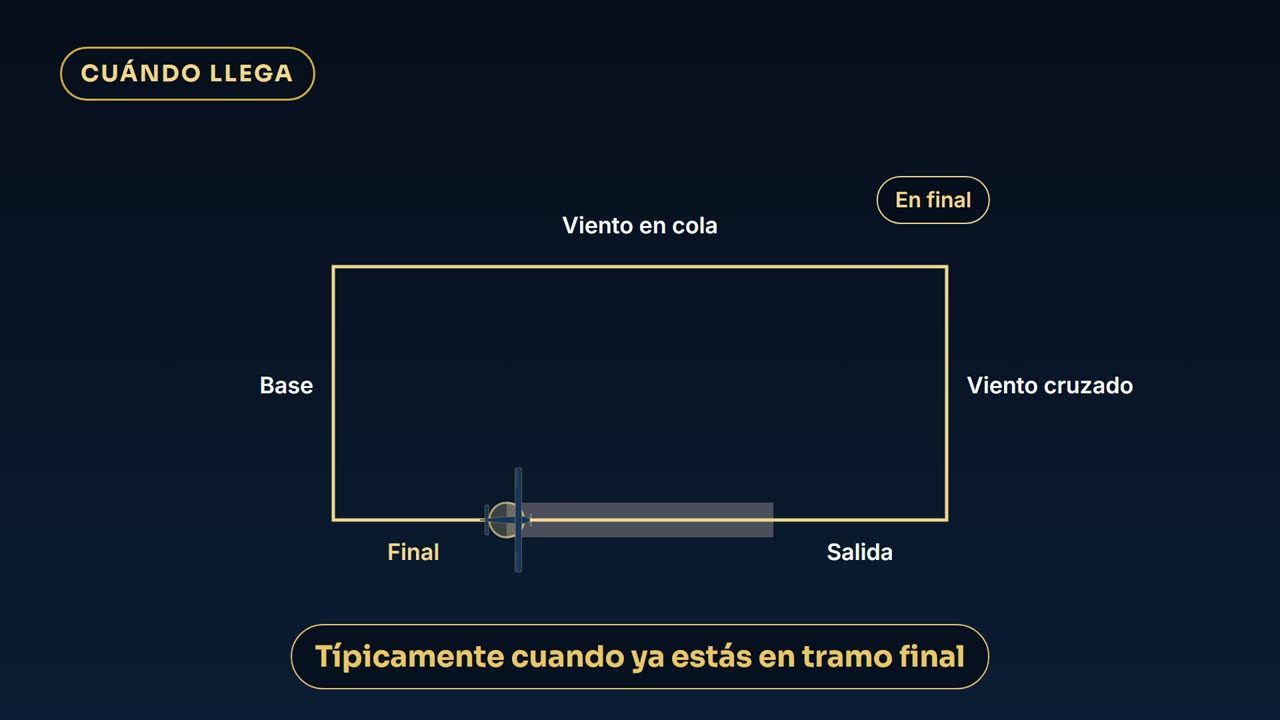 CUÁNDO LLEGA
En final
Viento en cola
Base
Viento cruzado
Final
Salida
Típicamente cuando ya estás en tramo final